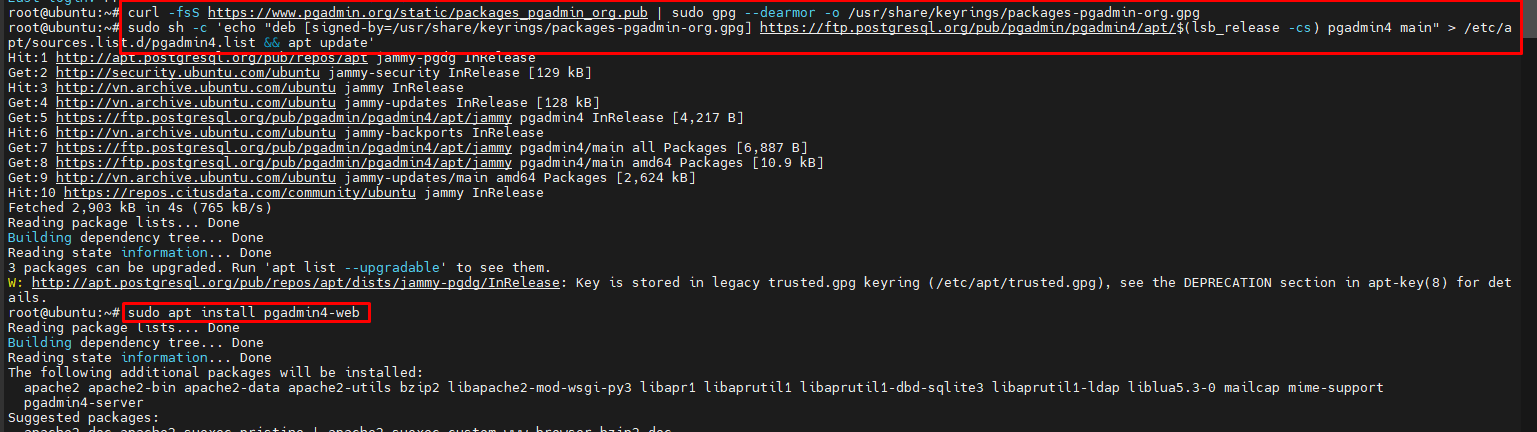 root@ubuntu:~# curl -fsS https://www.pgadmin.org/static/packages_pgadmin_org.pub | sudo gpg --dearmor -o /usr/share/keyrings/packages-pgadmin-org.gpg
root@ubuntu:~# sudo sh -c 'echo "deb [signed-by=/usr/share/keyrings/packages-pgadmin-org.gpg] https://ftp.postgresql.org/pub/pgadmin/pgadmin4/apt/$(lsb_release -cs) pgadmin4 main" > /etc/a
pt/sources.list.d/pgadmin4.list && apt update'
Hit:1 http://apt.postgresql.org/pub/repos/apt jammy-pgdg InRelease
Get:2 http://security.ubuntu.com/ubuntu jammy-security InRelease [129 kB]
Hit:3 http://vn.archive.ubuntu.com/ubuntu jammy InRelease
Get:4 http://vn.archive.ubuntu.com/ubuntu jammy-updates InRelease [128 kB]
Get:5 https://ftp.postgresql.org/pub/pgadmin/pgadmin4/apt/jammy pgadmin4 InRelease [4,217 B]
Hit:6 http://vn.archive.ubuntu.com/ubuntu jammy-backports InRelease
Get:7 https://ftp.postgresql.org/pub/pgadmin/pgadmin4/apt/jammy pgadmin4/main all Packages [6,887 B]
Get:8 https://ftp.postgresql.org/pub/pgadmin/pgadmin4/apt/jammy pgadmin4/main amd64 Packages [10.9 kB]
Get:9 http://vn.archive.ubuntu.com/ubuntu jammy-updates/main amd64 Packages [2,624 kB]
Hit:10 https://repos.citusdata.com/community/ubuntu jammy InRelease
Fetched 2,903 kB in 4s (765 kB/s)
Reading package lists... Done
Building dependency tree... Done
Reading state information... Done
3 packages can be upgraded. Run 'apt list --upgradable' to see them.
W: http://apt.postgresql.org/pub/repos/apt/dists/jammy-pgdg/InRelease: Key is stored in legacy trusted.gpg keyring (/etc/apt/trusted.gpg), see the DEPRECATION section in apt-key(8) for det
ails.
root@ubuntu:~# sudo apt install pgadmin4-web
Reading package lists... Done
Building dependency tree... Done
Reading state information... Done
The following additional packages will be installed:
apache2 apache2-bin apache2-data apache2-utils bzip2 libapache2-mod-wsgi-py3 libapr1 libaprutil1 libaprutil1-dbd-sqlite3 libaprutil1-ldap liblua5.3-0 mailcap mime-support
pgadmin4-server
Suggested packages: